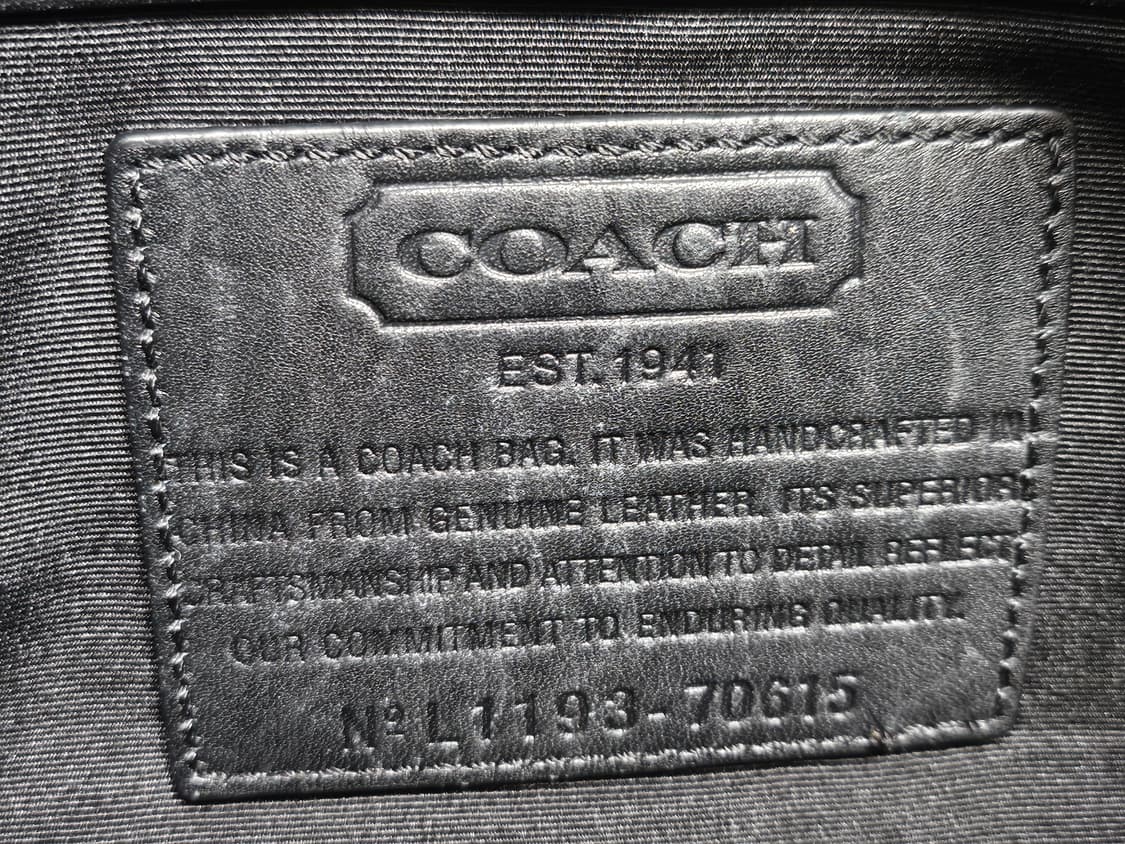 COACH
EST. 1941
THIS IS A COACH BAG. IT WAS HANDCRAFTED IN
CHINA FROM GENUINE LEATHER. ITS SUPERIOR
CRAFTSMANSHIP AND ATTENTION TO DETAIL REFLECT
OUR COMMITMENT TO ENDURING QUALITY.
Nº L1193-70615